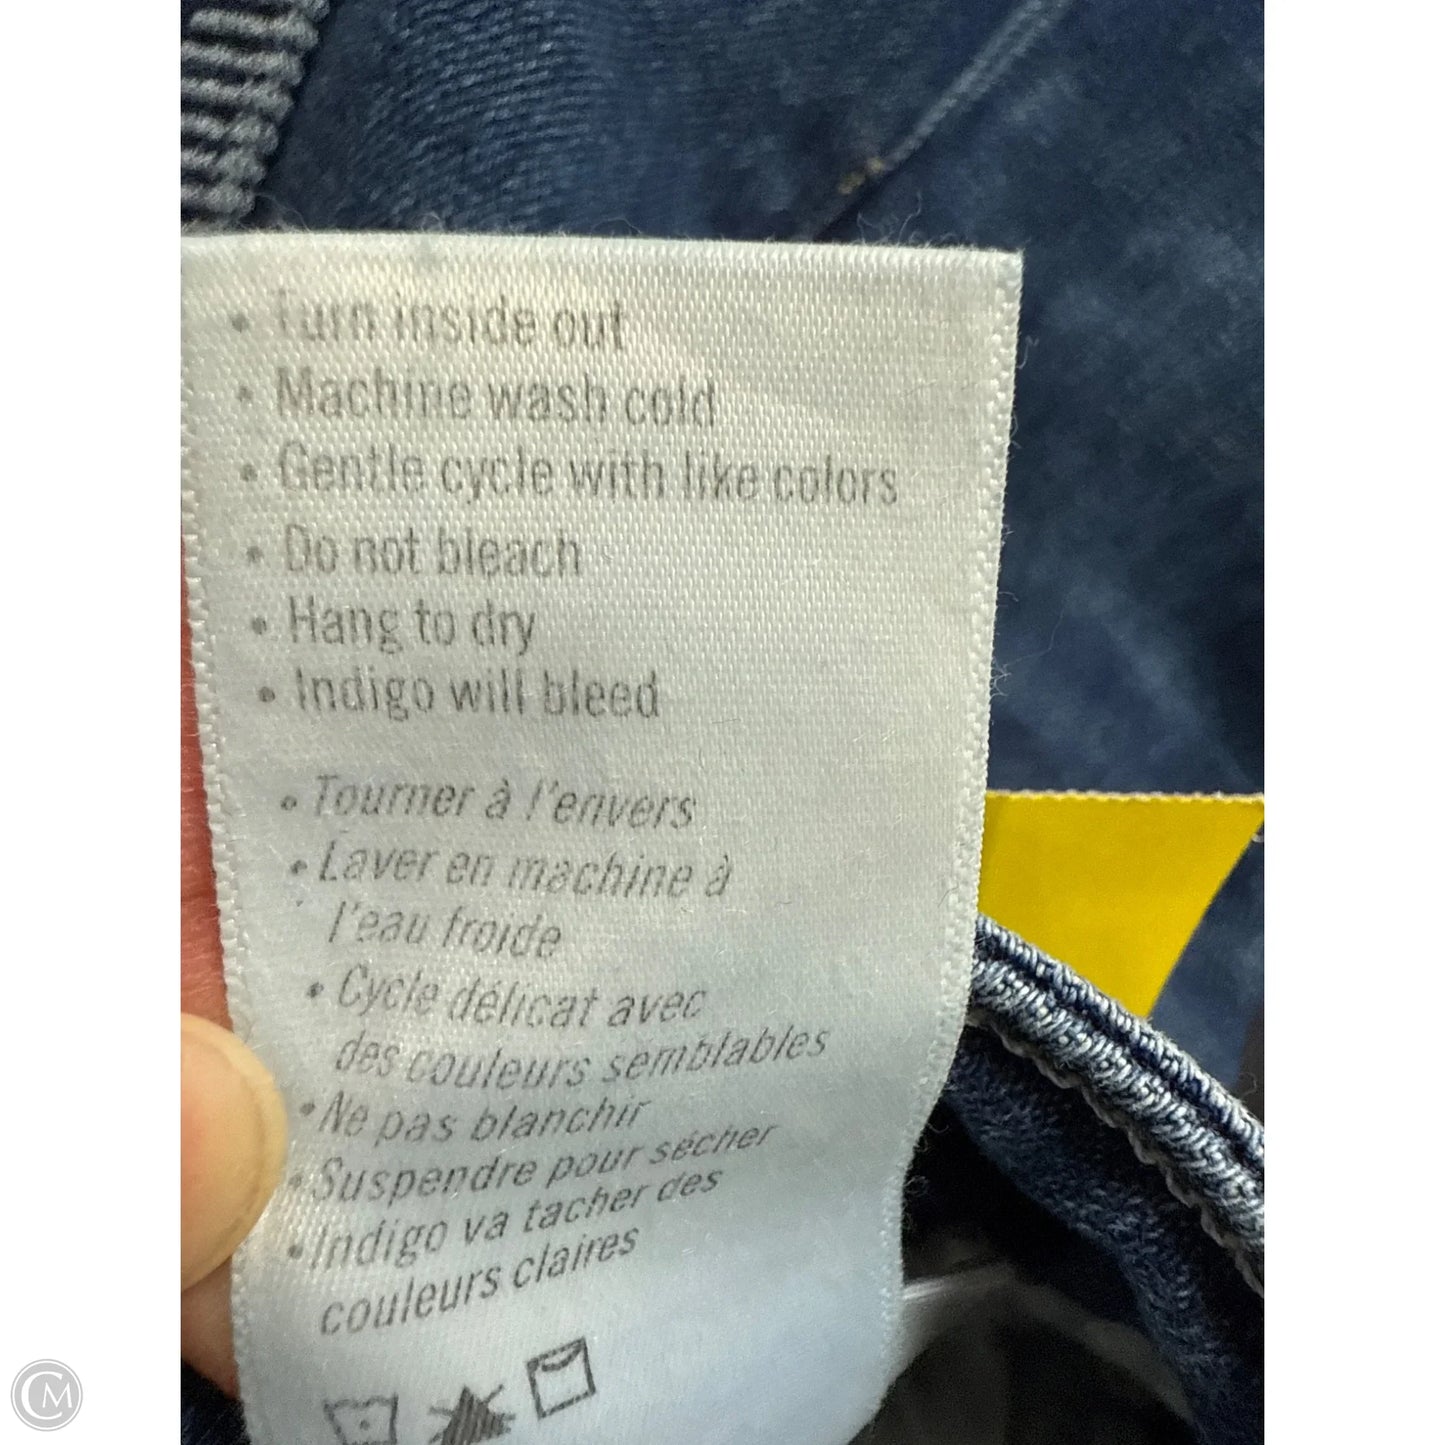 • Turn inside out
• Machine wash cold
• Gentle cycle with like colors
• Do not bleach
• Hang to dry
• Indigo will bleed
• Tourner à l'envers
• Laver en machine à
l'eau froide
• Cycle délicat avec
des couleurs semblables
• Ne pas blanchir
• Suspendre pour sécher
• Indigo va tacher des
couleurs claires
CM